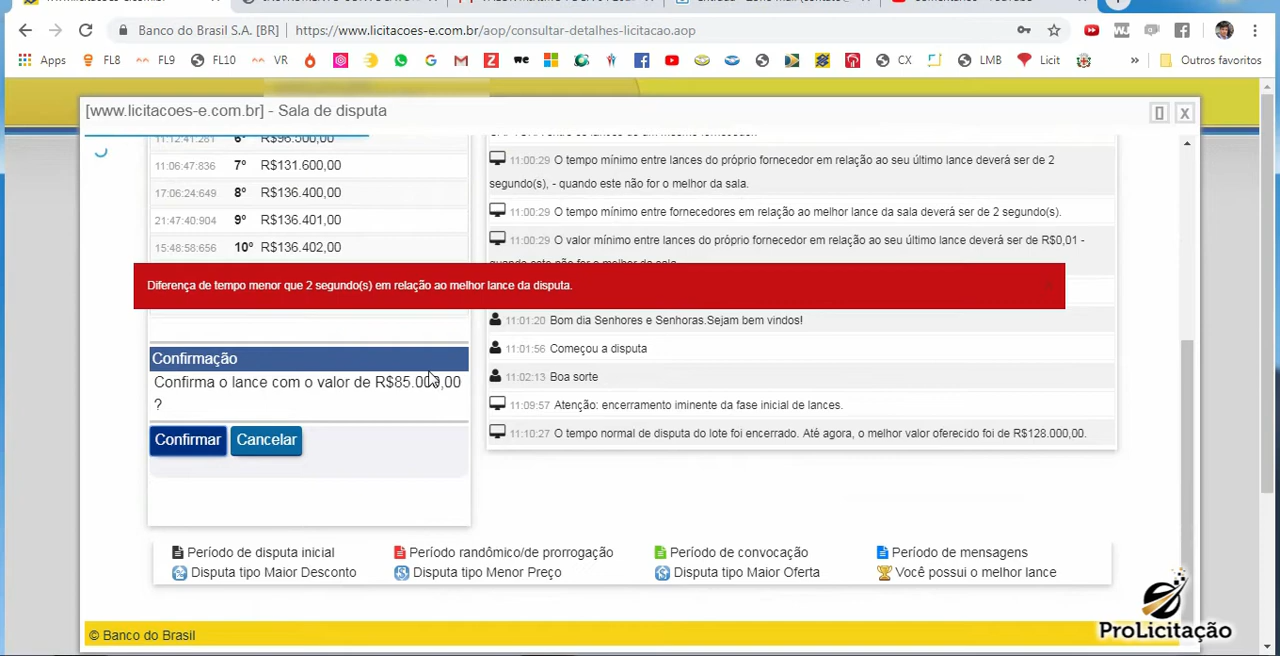 Banco do Brasil S.A. [BR]
https://www.licitacoes-e.com.br/aop/consultar-detalhes-licitacao.aop
Apps FL8 FL9 FL10 VR we CX LMB Licit » Outros favoritos
[www.licitacoes-e.com.br] - Sala de disputa X
11:12:41:281 6º R$96.500,00
11:06:47:836 7º R$131.600,00
17:06:24:649 8º R$136.400,00
21:47:40:904 9º R$136.401,00
15:48:58:656 10º R$136.402,00
11:00:29 O tempo mínimo entre lances do próprio fornecedor em relação ao seu último lance deverá ser de 2
segundo(s), - quando este não for o melhor da sala.
11:00:29 O tempo mínimo entre fornecedores em relação ao melhor lance da sala deverá ser de 2 segundo(s).
11:00:29 O valor mínimo entre lances do próprio fornecedor em relação ao seu último lance deverá ser de R$0,01 -
quando este não for o melhor da sala.
Diferença de tempo menor que 2 segundo(s) em relação ao melhor lance da disputa.
11:01:20 Bom dia Senhores e Senhoras.Sejam bem vindos!
11:01:56 Começou a disputa
11:02:13 Boa sorte
11:09:57 Atenção: encerramento iminente da fase inicial de lances.
11:10:27 O tempo normal de disputa do lote foi encerrado. Até agora, o melhor valor oferecido foi de R$128.000,00.
Confirmação
Confirma o lance com o valor de R$85.000,00
?
Confirmar Cancelar
Período de disputa inicial Período randômico/de prorrogação Período de convocação Período de mensagens
Disputa tipo Maior Desconto Disputa tipo Menor Preço Disputa tipo Maior Oferta Você possui o melhor lance
© Banco do Brasil
ProLicitação